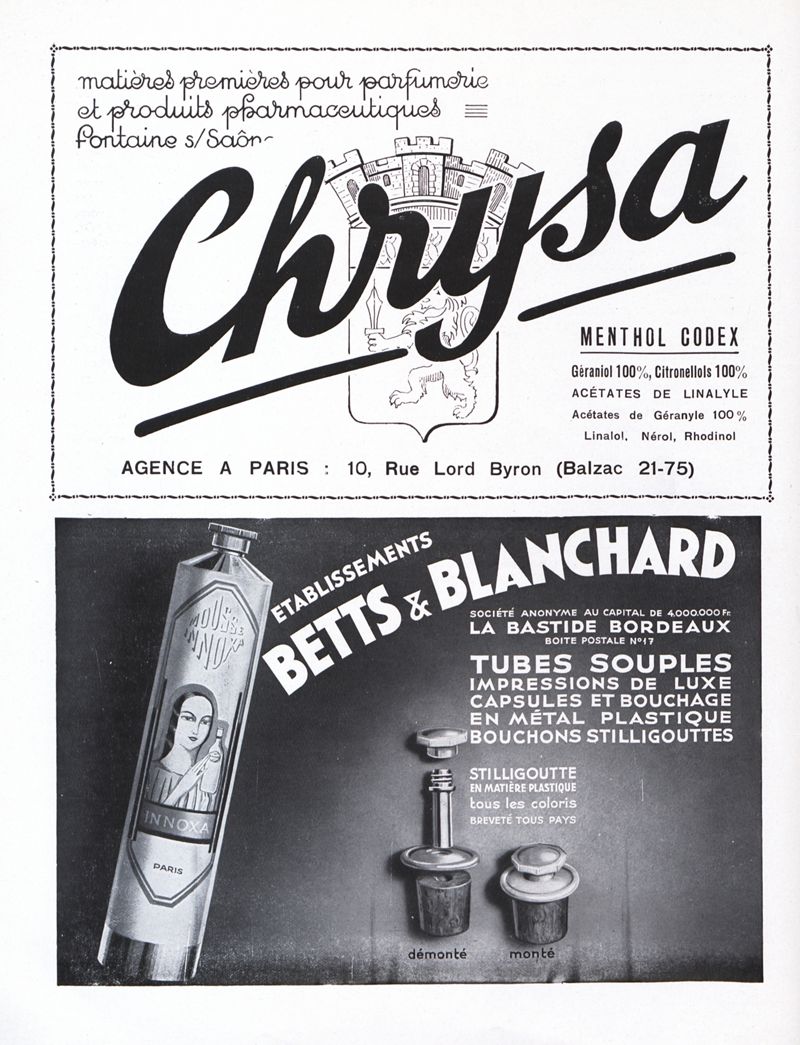 matières premières pour parfumerie
et produits pharmaceutiques
Fontaine s/Saône
Chrysa
MENTHOL CODEX
Géraniol 100%, Citronellols 100%
ACÉTATES DE LINALYLE
Acétates de Géranyle 100%
Linalol, Nérol, Rhodinol
AGENCE A PARIS : 10, Rue Lord Byron (Balzac 21-75)
ETABLISSEMENTS
BETTS & BLANCHARD
SOCIÉTÉ ANONYME AU CAPITAL DE 4.000.000 Fr.
LA BASTIDE BORDEAUX
BOITE POSTALE N°17
TUBES SOUPLES
IMPRESSIONS DE LUXE
CAPSULES ET BOUCHAGE
EN MÉTAL PLASTIQUE
BOUCHONS STILLIGOUTTES
STILLIGOUTTE
EN MATIÈRE PLASTIQUE
tous les coloris
BREVETÉ TOUS PAYS
démonté
monté
MOUSSE
INNOXA
INNOXA
PARIS